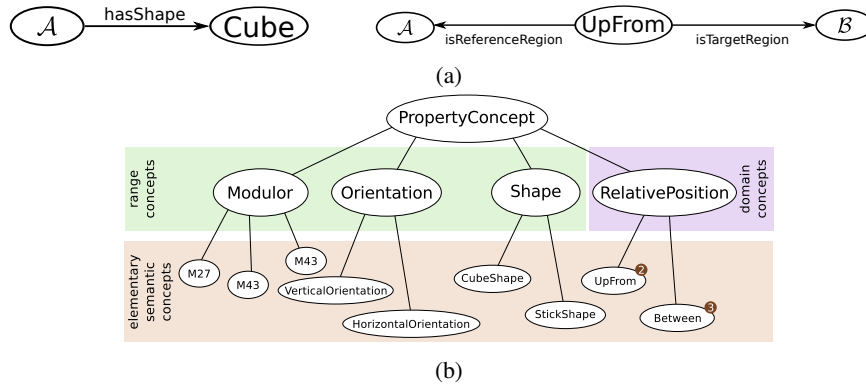 𝒜 hasShape Cube
𝒜 isReferenceRegion UpFrom isTargetRegion ℬ
(a)
PropertyConcept
range concepts
Modulor Orientation Shape RelativePosition
domain concepts
elementary semantic concepts
M27 M43 M43
VerticalOrientation
HorizontalOrientation
CubeShape
StickShape
UpFrom 2
Between 3
(b)